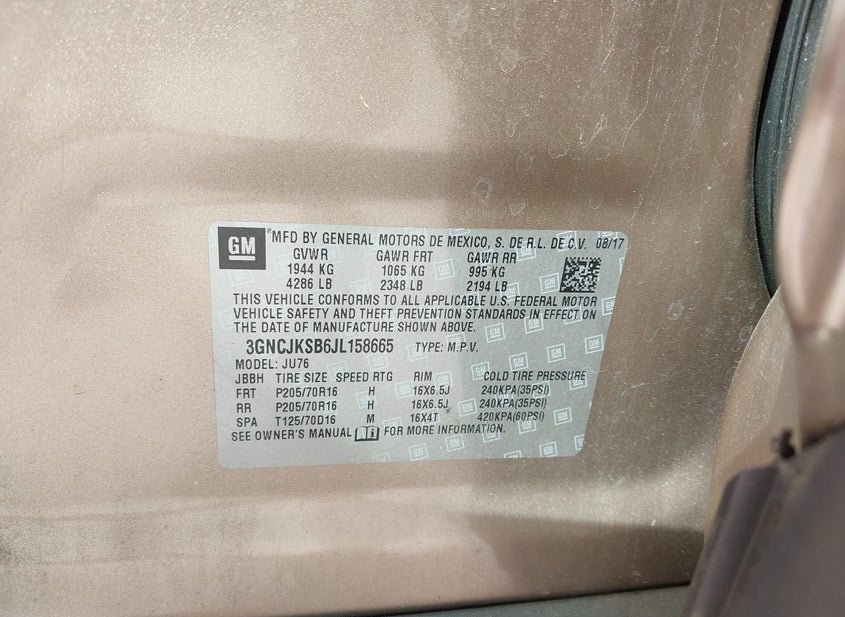 GM
MFD BY GENERAL MOTORS DE MEXICO, S. DE R.L. DE C.V. 08/17
GVWR GAWR FRT GAWR RR
1944 KG 1065 KG 995 KG
4286 LB 2348 LB 2194 LB
THIS VEHICLE CONFORMS TO ALL APPLICABLE U.S. FEDERAL MOTOR
VEHICLE SAFETY AND THEFT PREVENTION STANDARDS IN EFFECT ON
THE DATE OF MANUFACTURE SHOWN ABOVE.
3GNCJKSB6JL158665 TYPE: M.P.V.
MODEL: JU76
JBBH TIRE SIZE SPEED RTG RIM COLD TIRE PRESSURE
FRT P205/70R16 H 16X6.5J 240KPA(35PSI)
RR P205/70R16 H 16X6.5J 240KPA(35PSI)
SPA T125/70D16 M 16X4T 420KPA(60PSI)
SEE OWNER'S MANUAL FOR MORE INFORMATION.